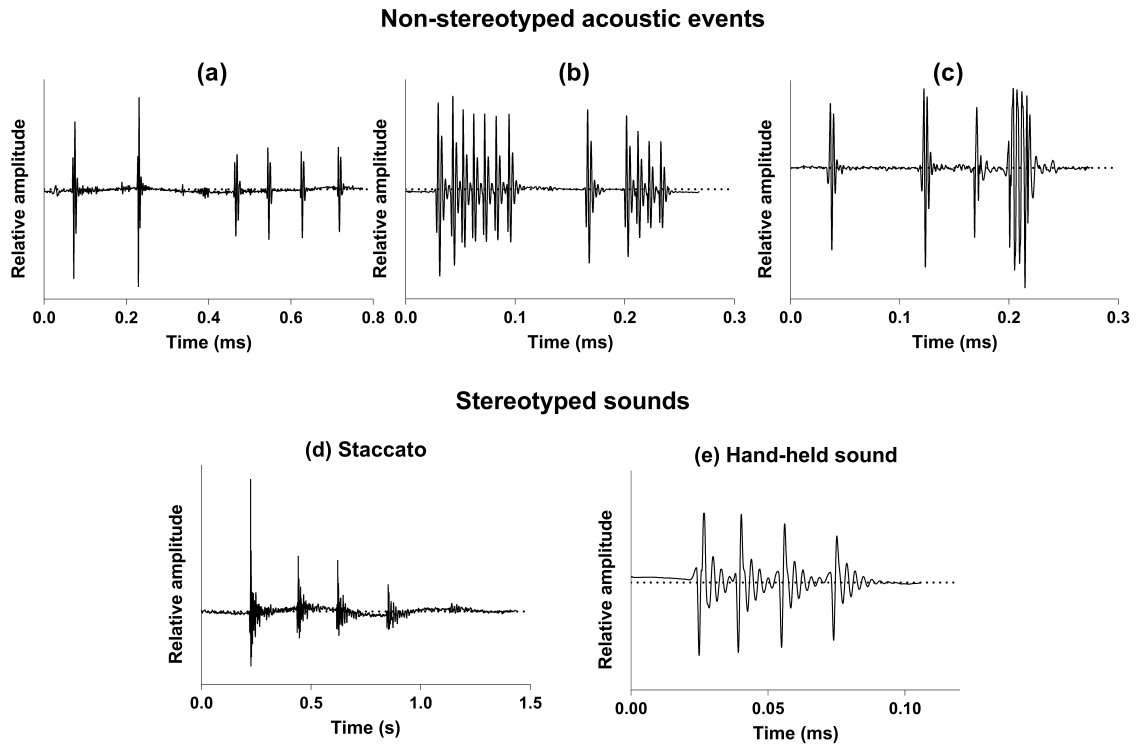 Non-stereotyped acoustic events
(a) (b) (c)
Relative amplitude Relative amplitude Relative amplitude
0.0 0.2 0.4 0.6 0.8 0.0 0.1 0.2 0.3 0.0 0.1 0.2 0.3
Time (ms) Time (ms) Time (ms)
Stereotyped sounds
(d) Staccato (e) Hand-held sound
Relative amplitude Relative amplitude
0.0 0.5 1.0 1.5 0.00 0.05 0.10
Time (s) Time (ms)